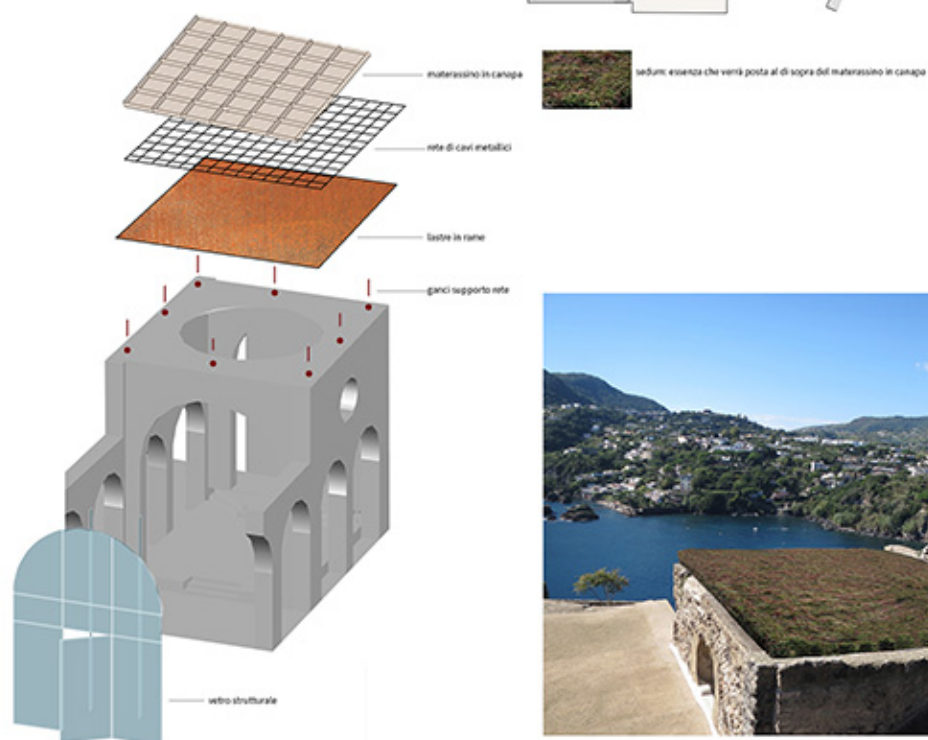 materassino in canapa
sedum: essenza che verrà posta al di sopra del materassino in canapa
rete di cavi metallici
lastre in rame
ganci supporto rete
vetro strutturale